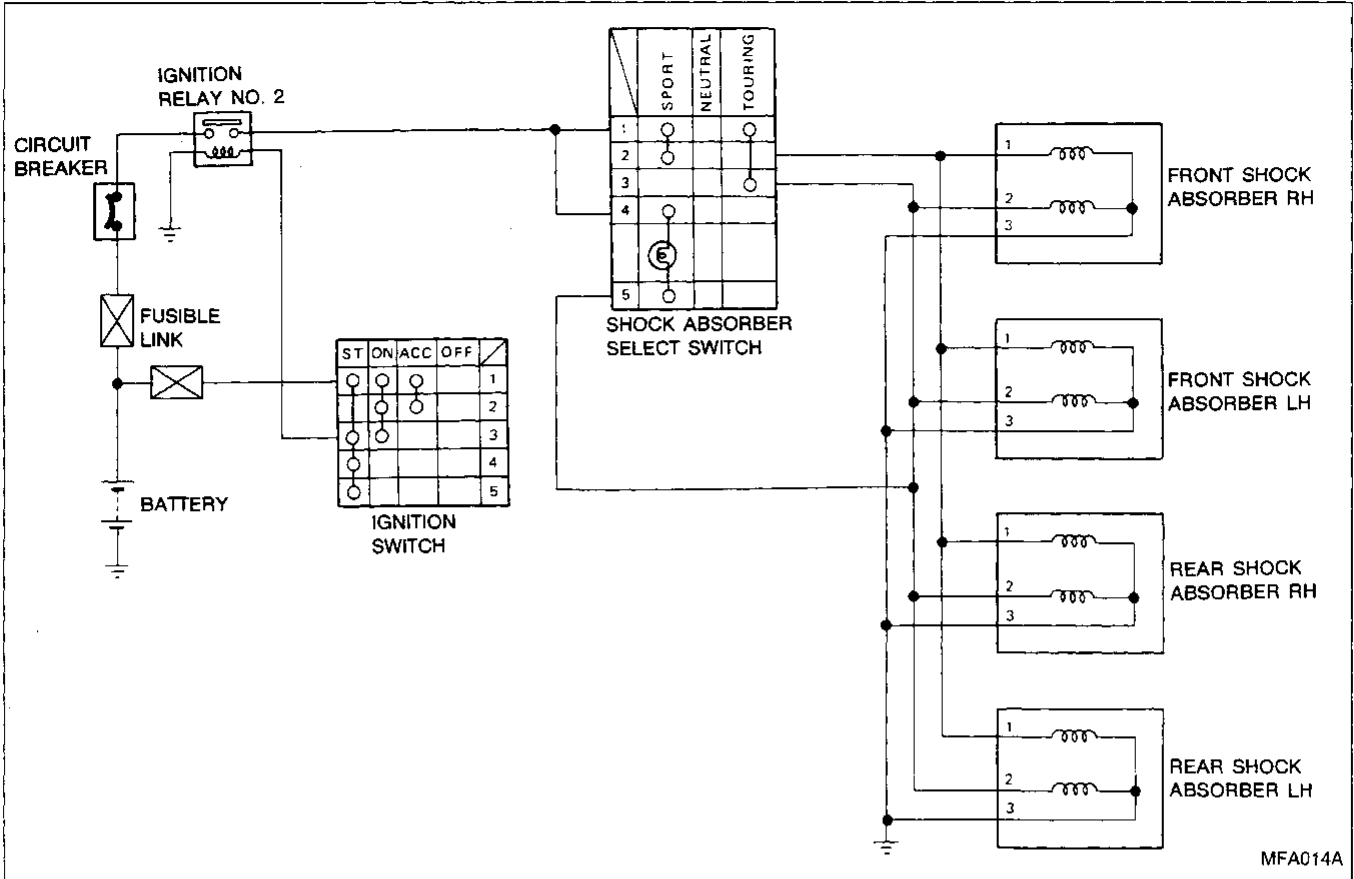 IGNITION
RELAY NO. 2
CIRCUIT
BREAKER
FUSIBLE
LINK
BATTERY
ST ON ACC OFF
1
2
3
4
5
IGNITION
SWITCH
SPORT
NEUTRAL
TOURING
1
2
3
4
5
SHOCK ABSORBER
SELECT SWITCH
1
2
3
FRONT SHOCK
ABSORBER RH
1
2
3
FRONT SHOCK
ABSORBER LH
1
2
3
REAR SHOCK
ABSORBER RH
1
2
3
REAR SHOCK
ABSORBER LH
MFA014A